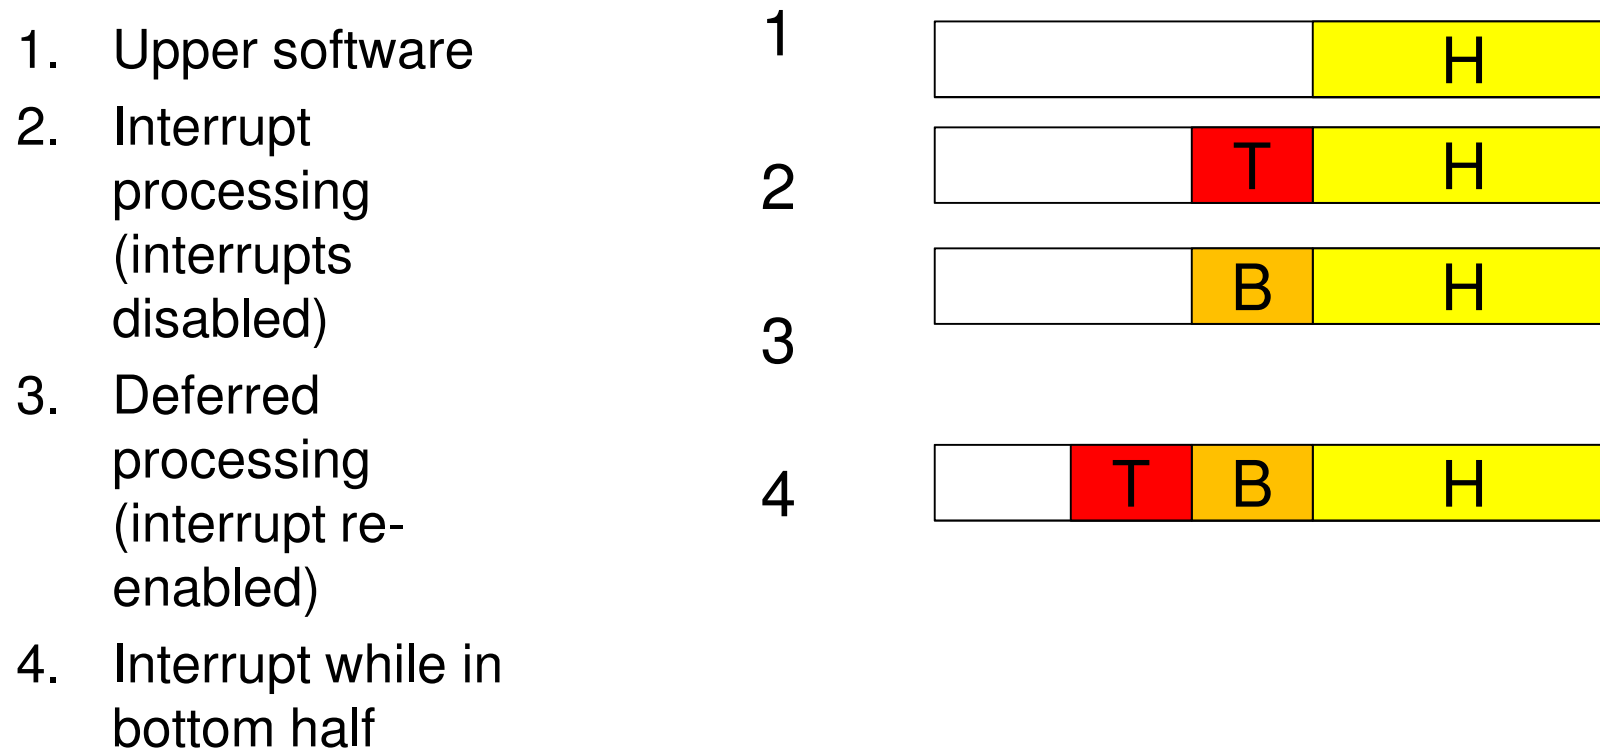 1. Upper software
2. Interrupt
processing
(interrupts
disabled)
3. Deferred
processing
(interrupt re-
enabled)
4. Interrupt while in
bottom half
1
H
2
T H
B H
3
4
T B H